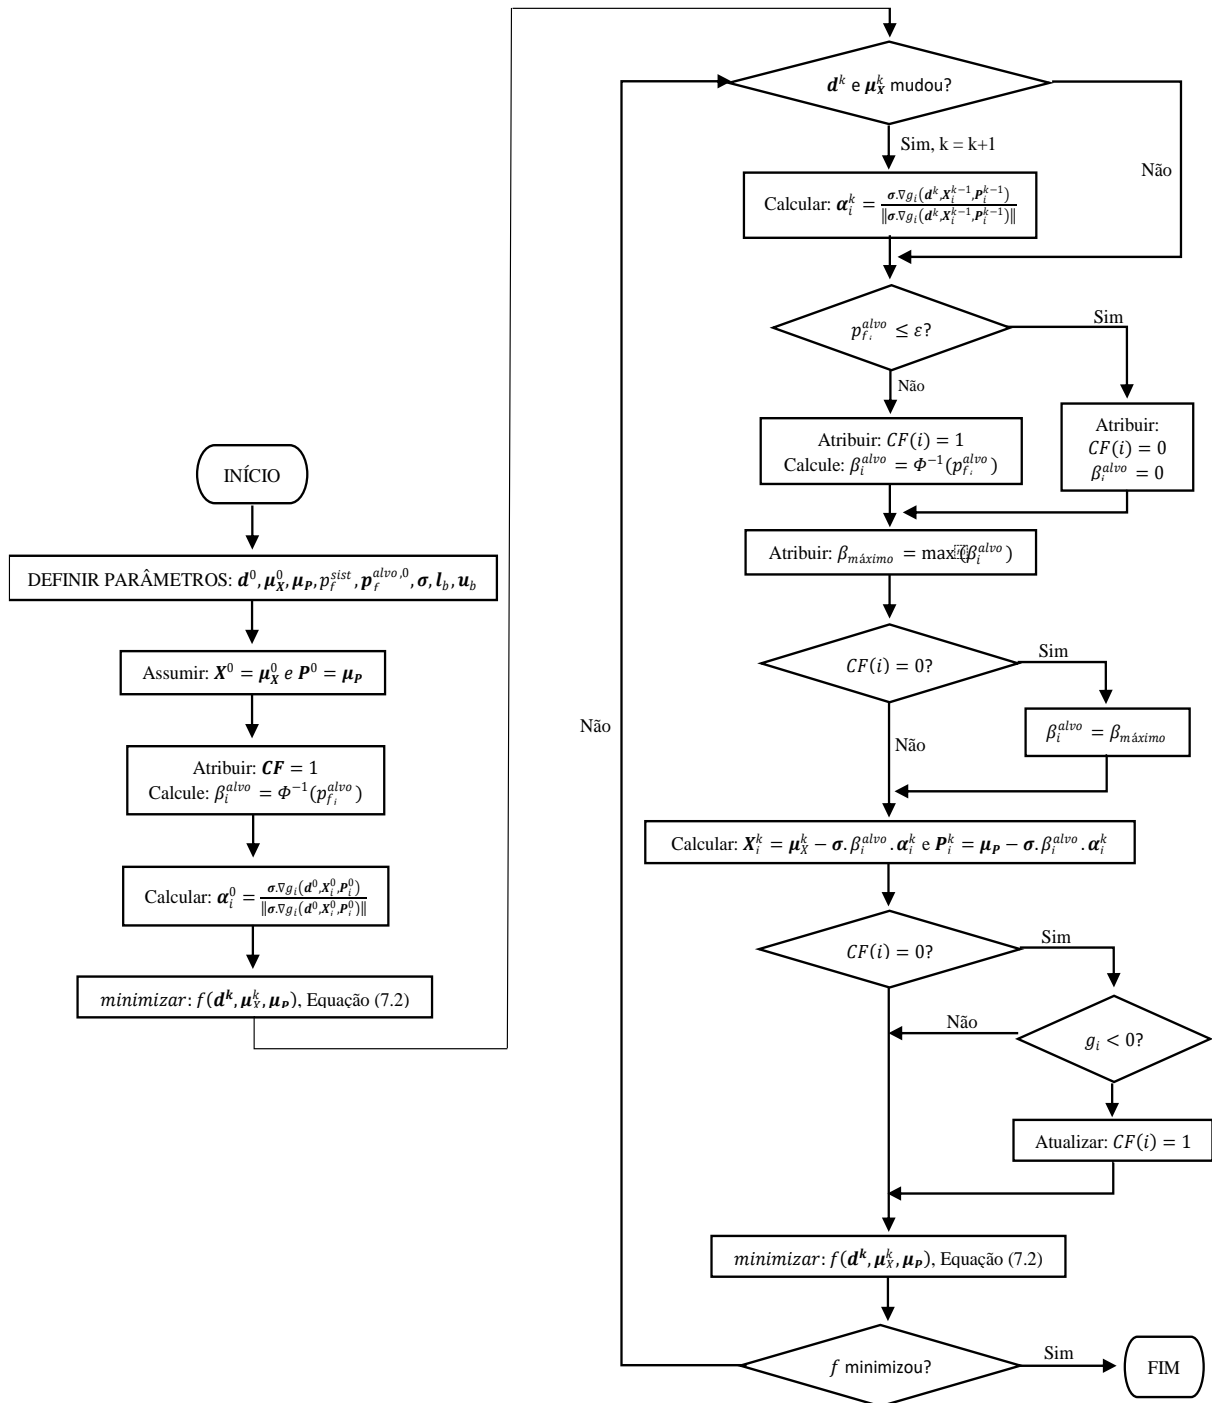 INÍCIO
DEFINIR PARÂMETROS: d⁰, μ_X⁰, μ_P, p_f^sist, p_f^alvo,0, σ, l_b, u_b
Assumir: X⁰ = μ_X⁰ e P⁰ = μ_P
Atribuir: CF = 1
Calcule: β_i^alvo = Φ⁻¹(p_{f_i}^alvo)
Calcular: α_i⁰ = σ.∇g_i(d⁰,X_i⁰,P_i⁰) / ‖σ.∇g_i(d⁰,X_i⁰,P_i⁰)‖
minimizar: f(d^k, μ_X^k, μ_P), Equação (7.2)
d^k e μ_X^k mudou?
Sim, k = k+1
Não
Calcular: α_i^k = σ.∇g_i(d^k,X_i^{k−1},P_i^{k−1}) / ‖σ.∇g_i(d^k,X_i^{k−1},P_i^{k−1})‖
p_{f_i}^alvo ≤ ε?
Sim
Não
Atribuir: CF(i) = 1
Calcule: β_i^alvo = Φ⁻¹(p_{f_i}^alvo)
Atribuir:
CF(i) = 0
β_i^alvo = 0
Atribuir: β_máximo = max(β_i^alvo)
CF(i) = 0?
Sim
Não
β_i^alvo = β_máximo
Calcular: X_i^k = μ_X^k − σ.β_i^alvo.α_i^k e P_i^k = μ_P − σ.β_i^alvo.α_i^k
CF(i) = 0?
Sim
Não
g_i < 0?
Atualizar: CF(i) = 1
minimizar: f(d^k, μ_X^k, μ_P), Equação (7.2)
f minimizou?
Sim
FIM
Não